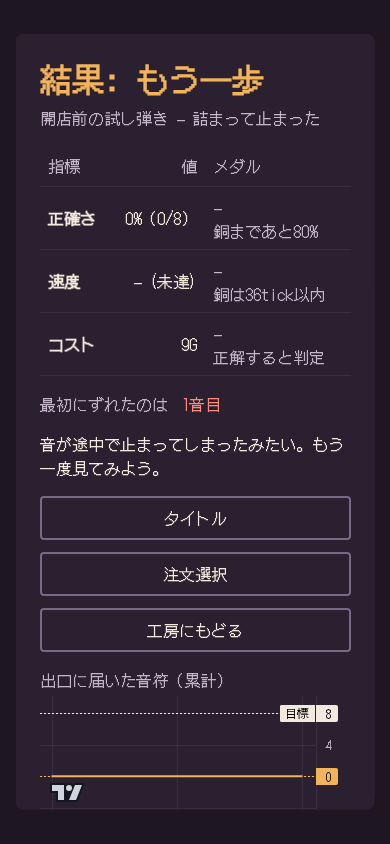 結果: もう一歩
開店前の試し弾き – 詰まって止まった
指標 値 メダル
正確さ 0% (0/8) –
銅まであと80%
速度 – (未達) –
銅は36tick以内
コスト 9G –
正解すると判定
最初にずれたのは 1音目
音が途中で止まってしまったみたい。もう
一度見てみよう。
タイトル
注文選択
工房にもどる
出口に届いた音符（累計）
目標 8
4
0